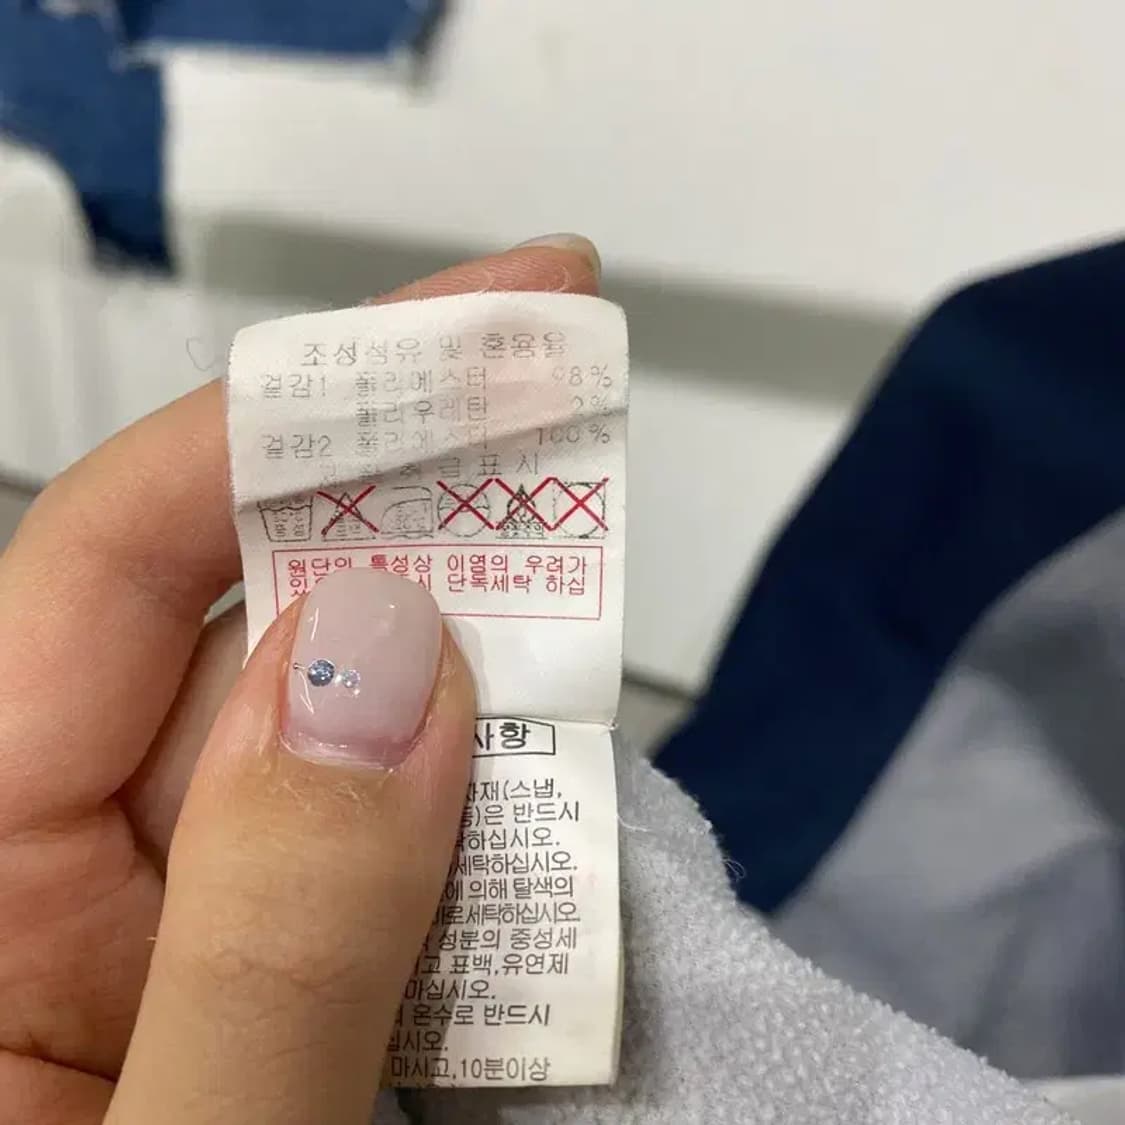 조성섬유 및 혼용율
겉감1 폴리에스터 98%
폴리우레탄 2%
겉감2 폴리에스터 100%
취급표시
원단의 특성상 이염의 우려가
단독세탁 하십
사항
자재(스냅,
등)은 반드시
하십시오.
세탁하십시오.
에 의해 탈색의
바로 세탁하십시오
성분의 중성세
고 표백,유연제
마십시오.
온수로 반드시
십시오.
마시고,10분이상